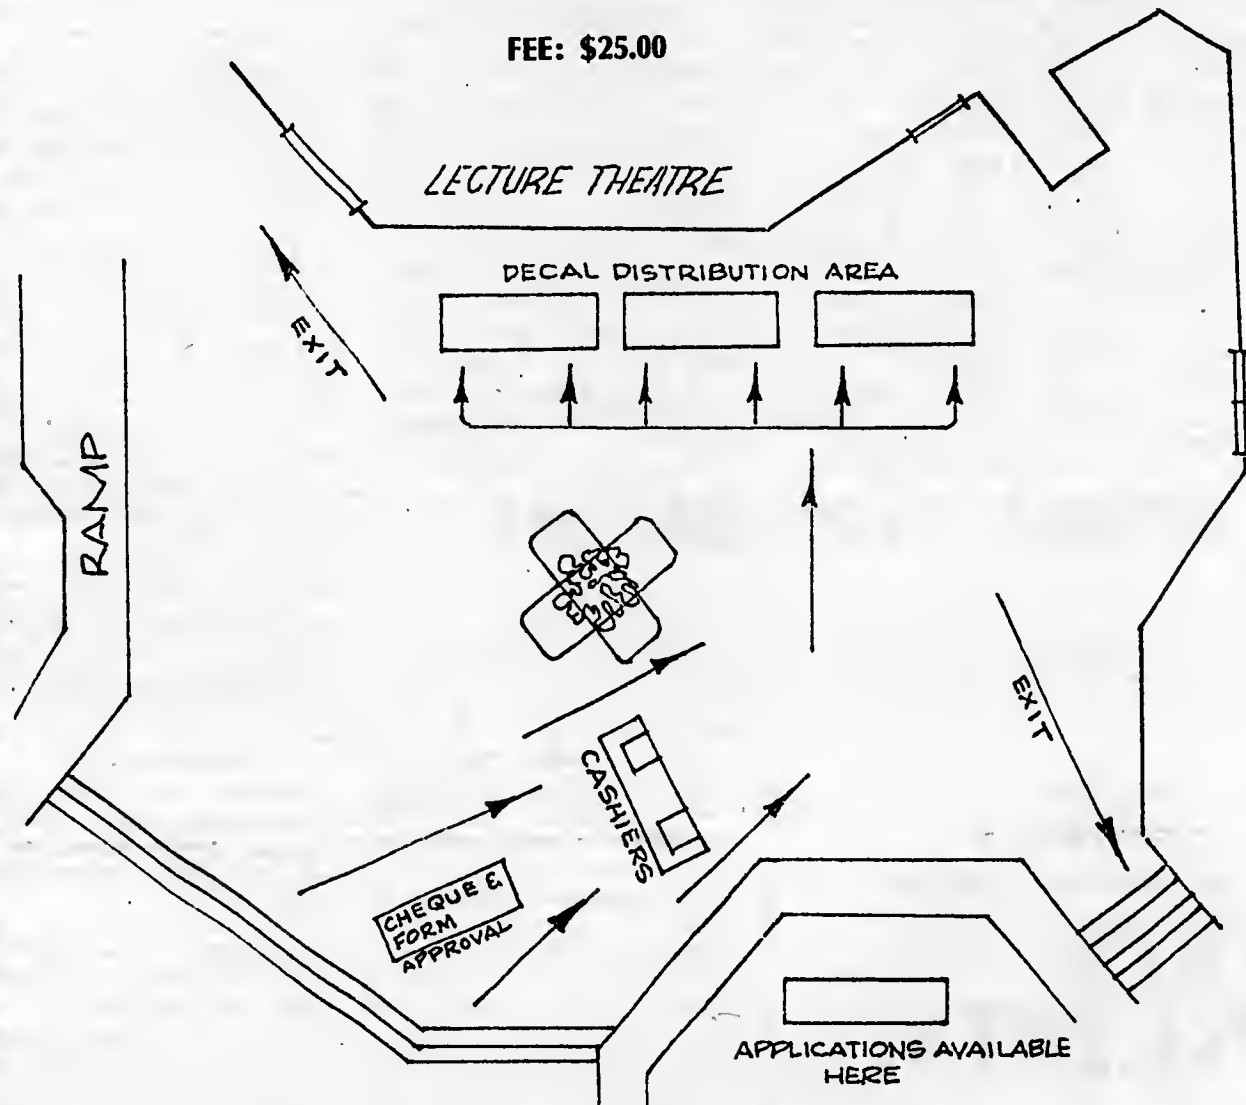 FEE: $25.00
LECTURE THEATRE
DECAL DISTRIBUTION AREA
EXIT
RAMP
EXIT
CASHIERS
CHEQUE &
FORM
APPROVAL
APPLICATIONS AVAILABLE
HERE